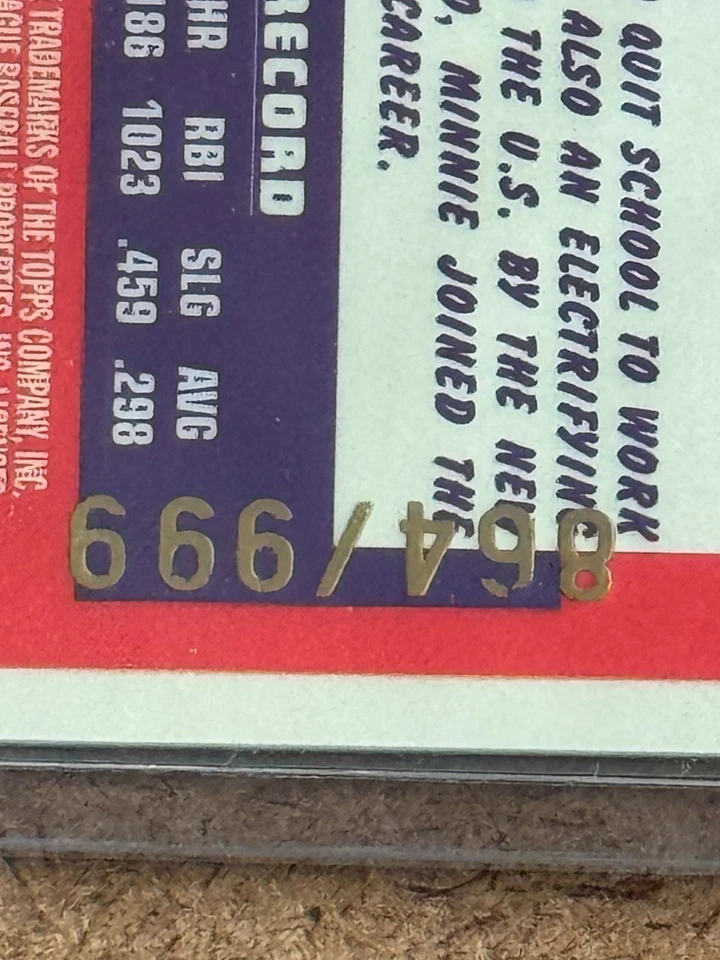 QUIT SCHOOL TO WORK
ALSO AN ELECTRIFYING
THE U.S. BY THE NEW
MINNIE JOINED THE
CAREER.
RECORD
HR RBI SLG AVG
186 1023 .459 .298
TRADEMARKS OF THE TOPPS COMPANY, INC.
864/999